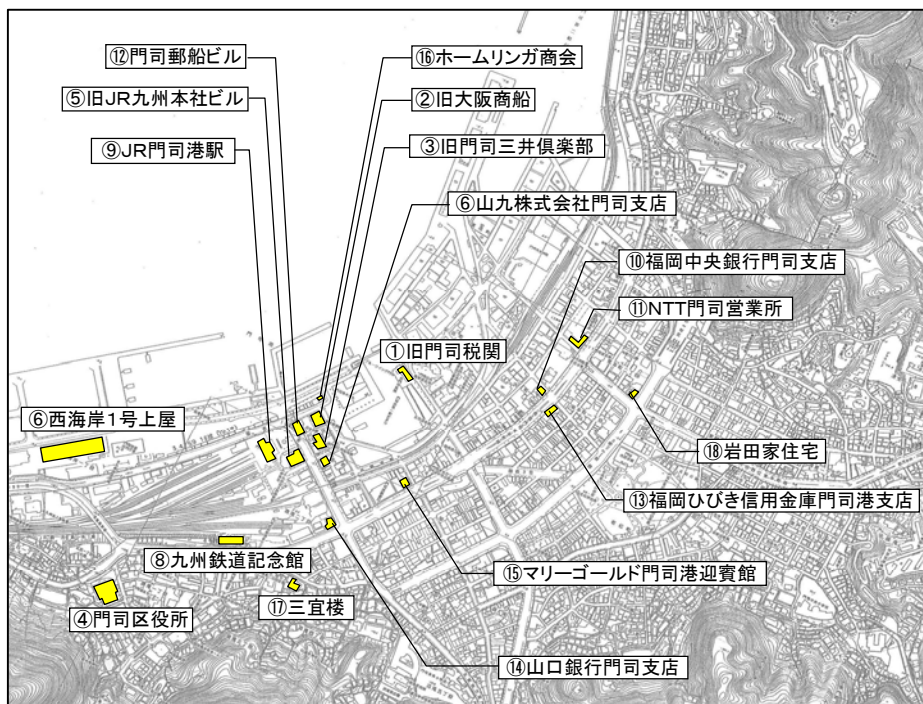 ⑫門司郵船ビル
⑯ホームリンガ商会
⑤旧JR九州本社ビル
②旧大阪商船
⑨JR門司港駅
③旧門司三井倶楽部
⑥山九株式会社門司支店
⑩福岡中央銀行門司支店
⑪NTT門司営業所
①旧門司税関
⑥西海岸1号上屋
⑱岩田家住宅
⑬福岡ひびき信用金庫門司港支店
⑧九州鉄道記念館
⑮マリーゴールド門司港迎賓館
④門司区役所
⑰三宜楼
⑭山口銀行門司支店